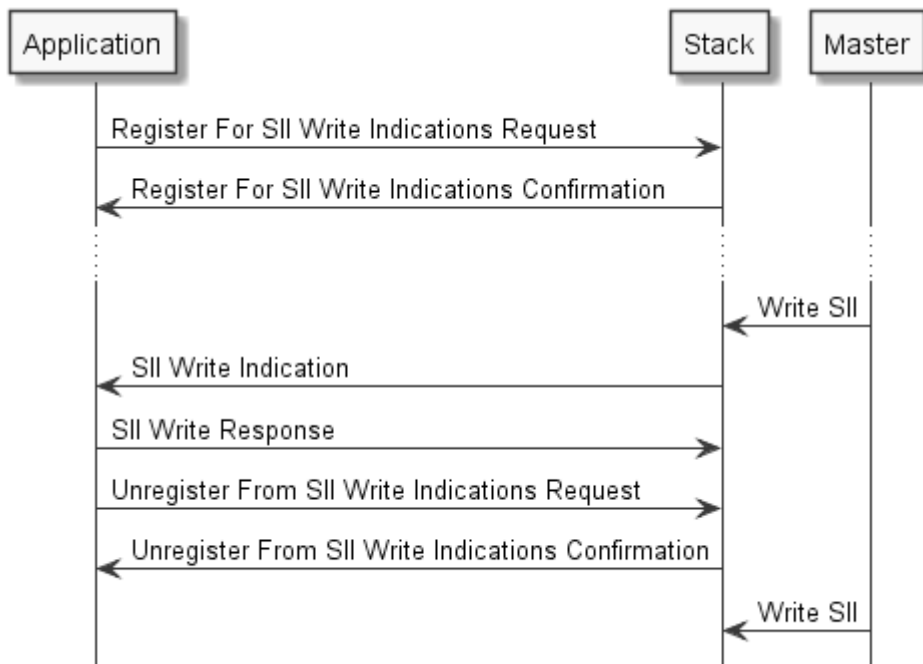 Application
Stack
Master
Register For SII Write Indications Request
Register For SII Write Indications Confirmation
Write SII
SII Write Indication
SII Write Response
Unregister From SII Write Indications Request
Unregister From SII Write Indications Confirmation
Write SII